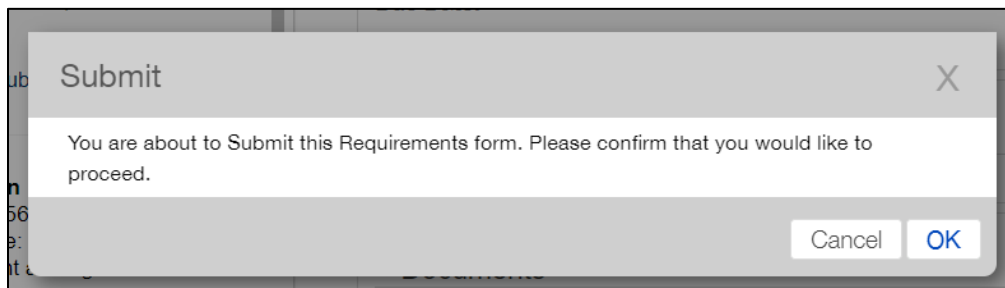 Submit
X
You are about to Submit this Requirements form. Please confirm that you would like to
proceed.
Cancel
OK
Documents